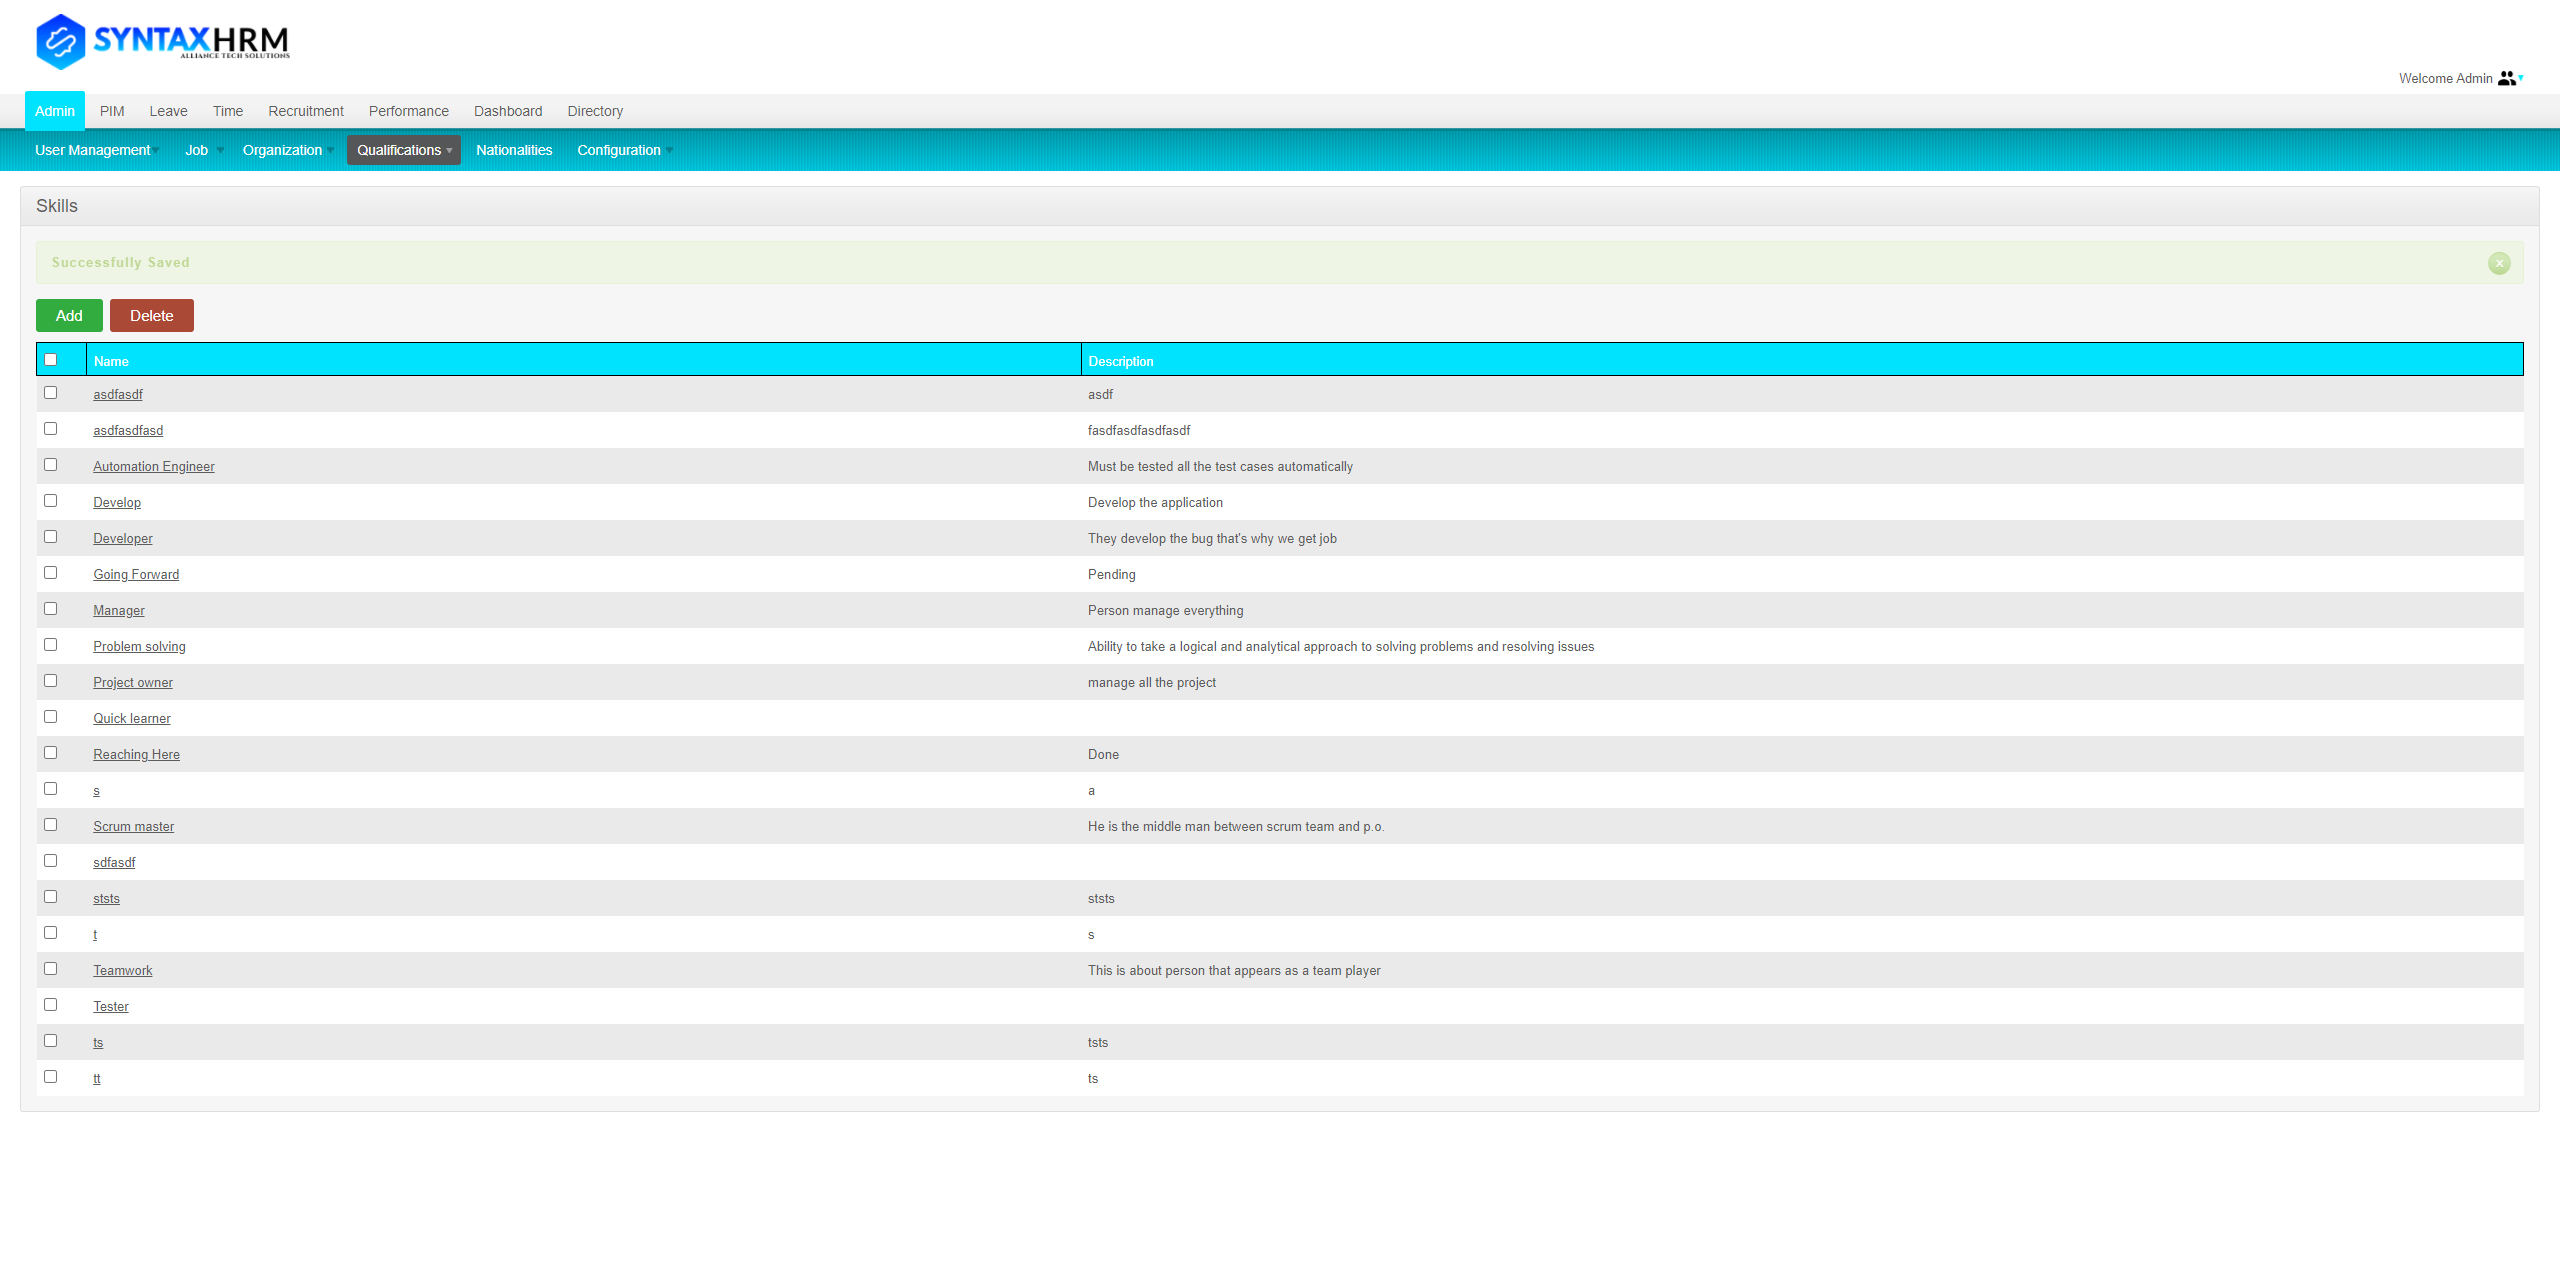 SYNTAXHRM
ALLIANCE TECH SOLUTIONS
Welcome Admin
Admin PIM Leave Time Recruitment Performance Dashboard Directory
User Management Job Organization Qualifications Nationalities Configuration
Skills
Successfully Saved
Add Delete
Name Description
asdfasdf asdf
asdfasdfasd fasdfasdfasdfasdf
Automation Engineer Must be tested all the test cases automatically
Develop Develop the application
Developer They develop the bug that's why we get job
Going Forward Pending
Manager Person manage everything
Problem solving Ability to take a logical and analytical approach to solving problems and resolving issues
Project owner manage all the project
Quick learner
Reaching Here Done
s a
Scrum master He is the middle man between scrum team and p.o.
sdfasdf
ststs ststs
t s
Teamwork This is about person that appears as a team player
Tester
ts tsts
tt ts